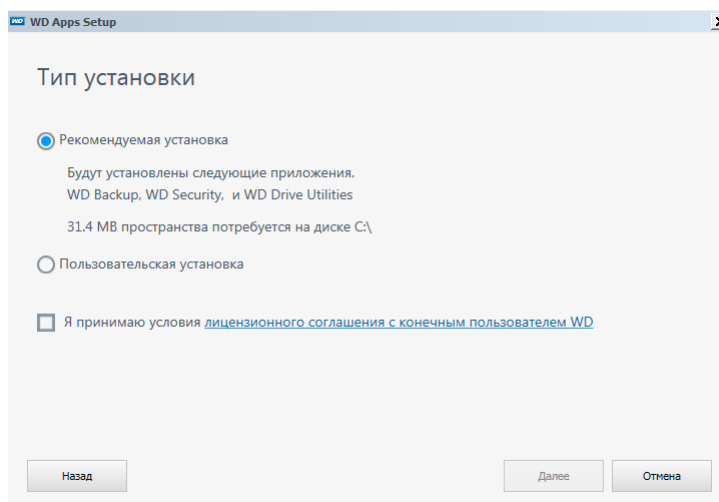 WD WD Apps Setup
Тип установки
Рекомендуемая установка
Будут установлены следующие приложения.
WD Backup, WD Security, и WD Drive Utilities
31.4 MB пространства потребуется на диске C:\
Пользовательская установка
Я принимаю условия лицензионного соглашения с конечным пользователем WD
Назад Далее Отмена